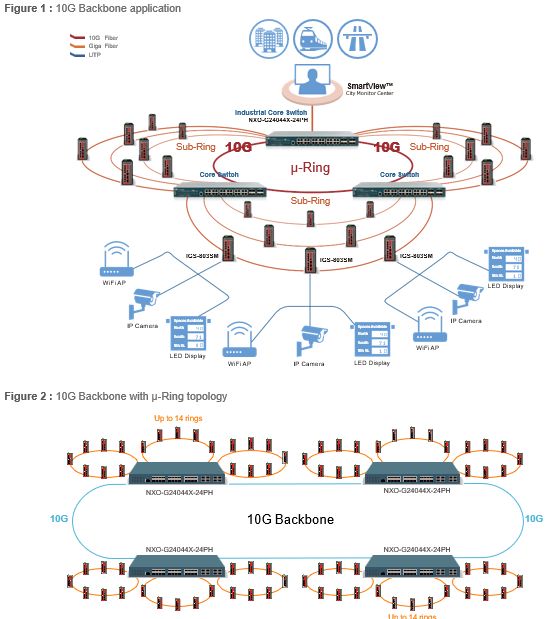 Figure 1 : 10G Backbone application
10G Fiber
Giga Fiber
UTP
SmartView™
City Monitor Center
Industrial Core Switch
NXO-G24044X-24PH
10G
10G
Sub-Ring
Sub-Ring
μ-Ring
Core Switch
Core Switch
Sub-Ring
IGS-803SM
IGS-803SM
IGS-803SM
WiFi AP
IP Camera
LED Display
WiFi AP
IP Camera
LED Display
WiFi AP
IP Camera
LED Display
Figure 2 : 10G Backbone with μ-Ring topology
Up to 14 rings
NXO-G24044X-24PH
NXO-G24044X-24PH
10G
10G Backbone
10G
NXO-G24044X-24PH
NXO-G24044X-24PH
Up to 14 rings